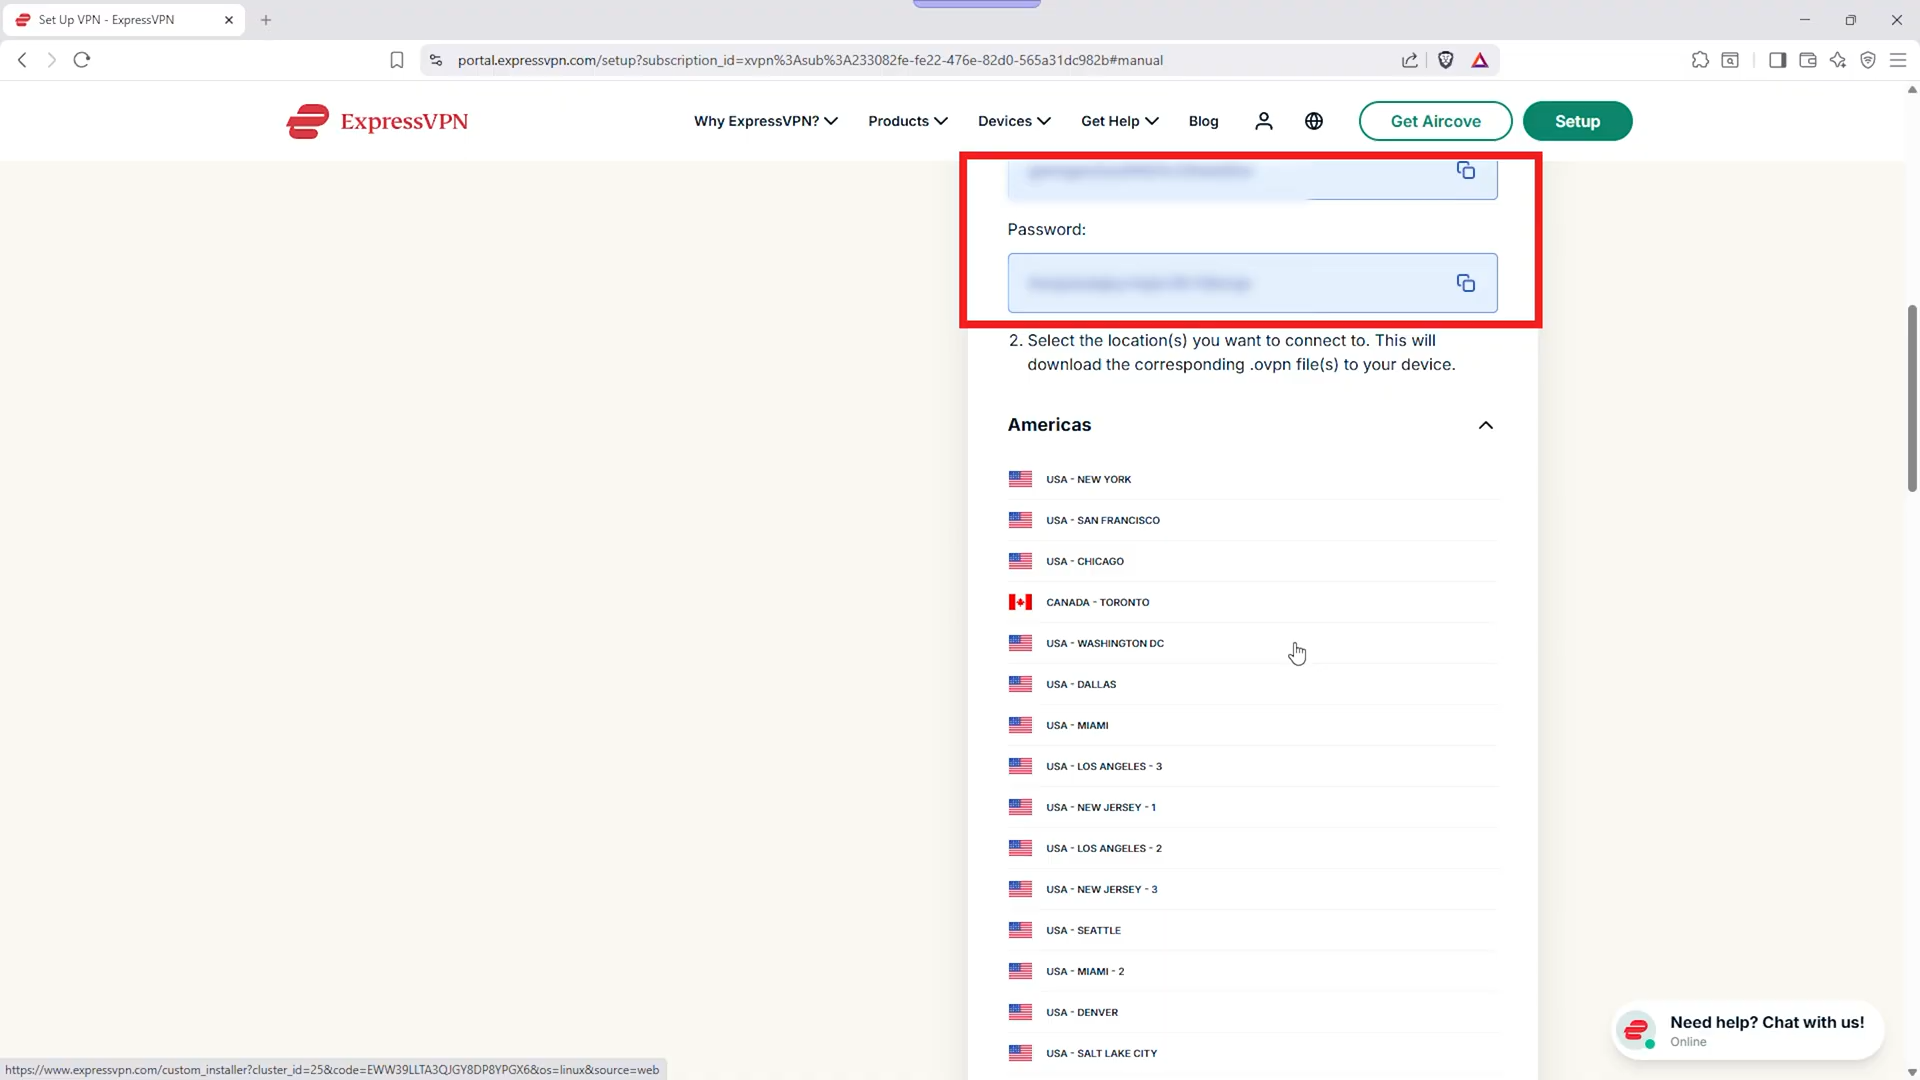 Set Up VPN - ExpressVPN
portal.expressvpn.com/setup?subscription_id=xvpn%3Asub%3A233082fe-fe22-476e-82d0-565a31dc982b#manual
ExpressVPN
Why ExpressVPN?
Products
Devices
Get Help
Blog
Get Aircove
Setup
Password:
2. Select the location(s) you want to connect to. This will
download the corresponding .ovpn file(s) to your device.
Americas
USA - NEW YORK
USA - SAN FRANCISCO
USA - CHICAGO
CANADA - TORONTO
USA - WASHINGTON DC
USA - DALLAS
USA - MIAMI
USA - LOS ANGELES - 3
USA - NEW JERSEY - 1
USA - LOS ANGELES - 2
USA - NEW JERSEY - 3
USA - SEATTLE
USA - MIAMI - 2
USA - DENVER
USA - SALT LAKE CITY
Need help? Chat with us!
Online
https://www.expressvpn.com/custom_installer?cluster_id=25&code=EWW39LLTA3QJGY8DP8YPGX6&os=linux&source=web